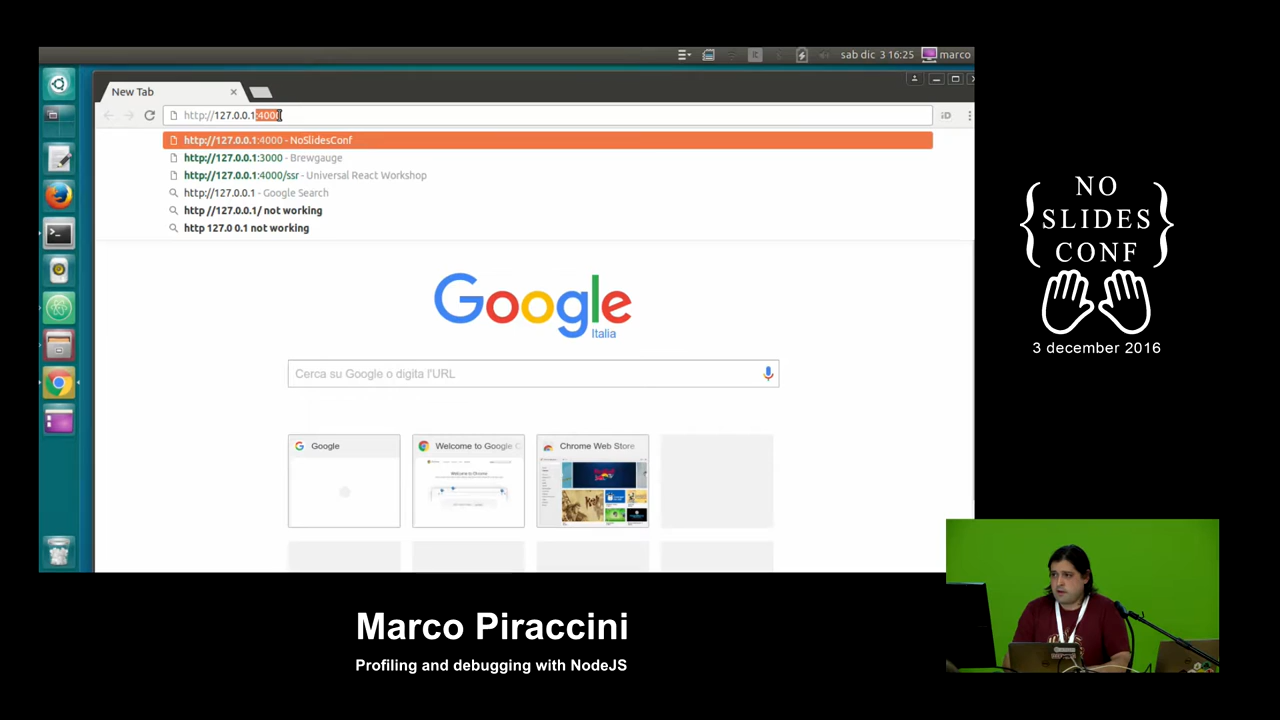 sab dic 3 16:25 marco
New Tab
http://127.0.0.1:4000
iD
http://127.0.0.1:4000 - NoSlidesConf
http://127.0.0.1:3000 - Brewgauge
http://127.0.0.1:4000/ssr - Universal React Workshop
http://127.0.0.1 - Google Search
http //127.0.0.1/ not working
http 127.0 0.1 not working
Google
Italia
Cerca su Google o digita l'URL
Google
Welcome to Google C
Chrome Web Store
NO
SLIDES
CONF
3 december 2016
Marco Piraccini
Profiling and debugging with NodeJS